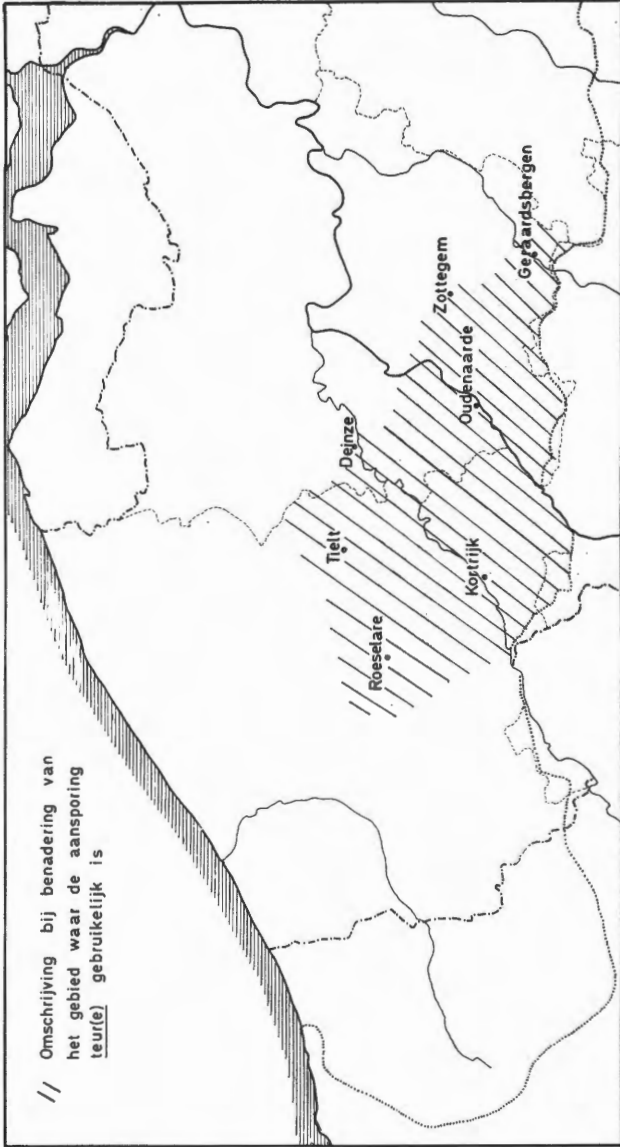 // Omschrijving bij benadering van
het gebied waar de aansporing
teur(e) gebruikelijk is
Roeselare
Tielt
Deinze
Kortrijk
Oudenaarde
Zottegem
Geraardsbergen